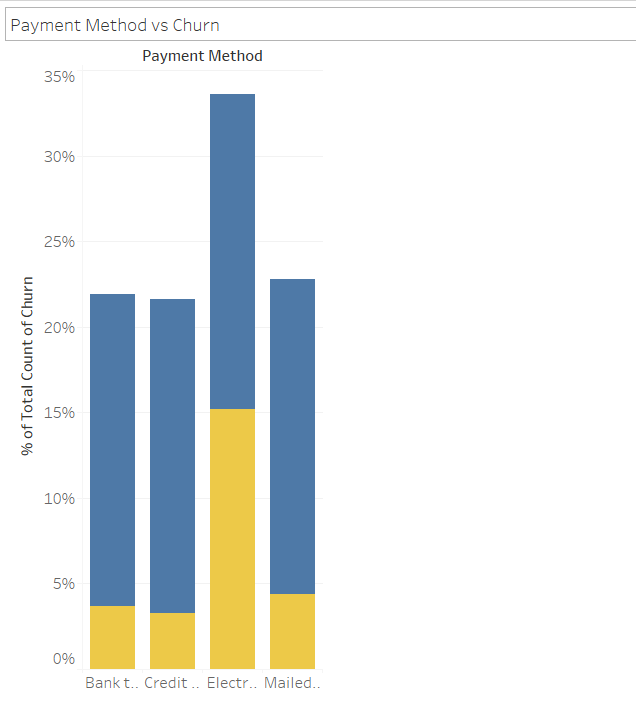 Payment Method vs Churn
Payment Method
35%
30%
25%
20%
15%
10%
5%
0%
% of Total Count of Churn
Bank t.. Credit .. Electr.. Mailed..